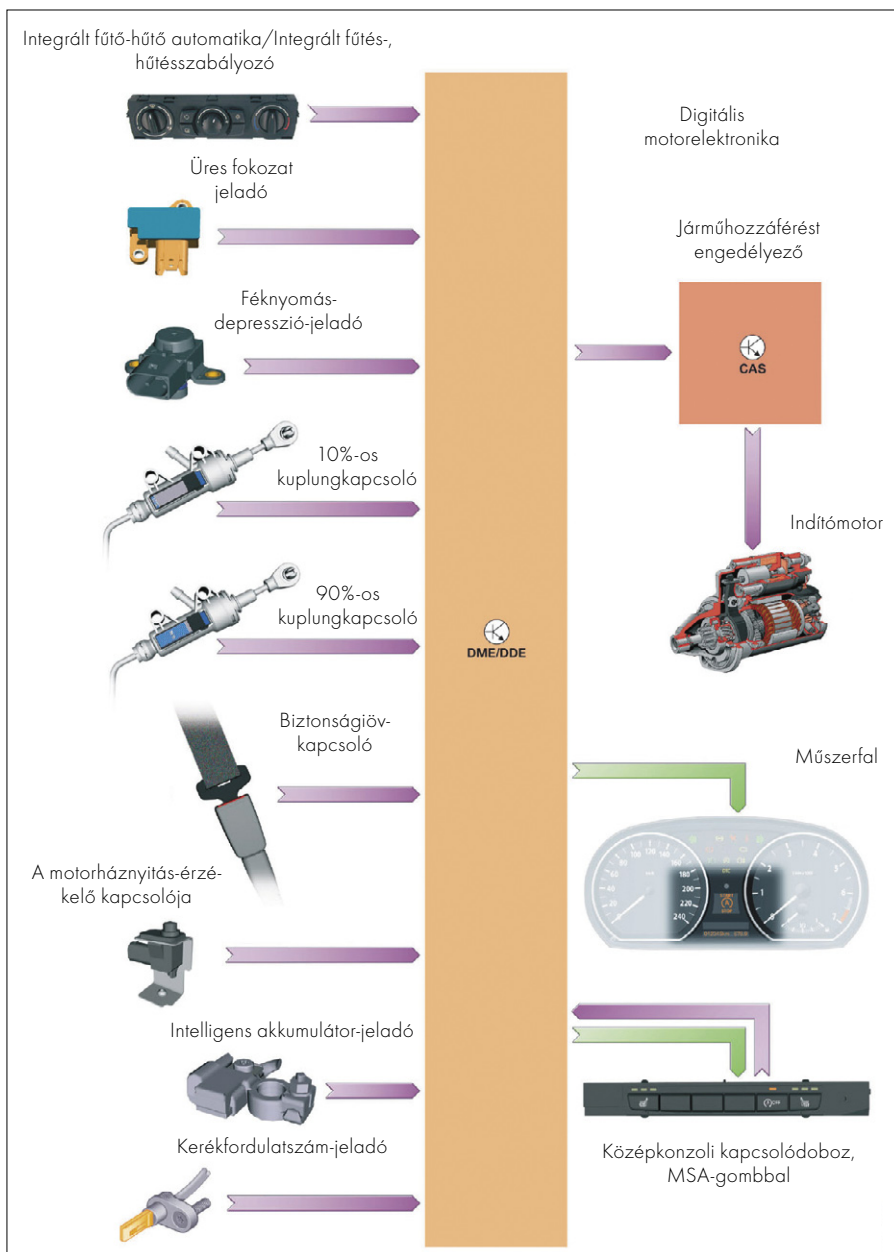 Integrált fűtő-hűtő automatika/Integrált fűtés-,
hűtésszabályozó
Digitális
motorelektronika
Üres fokozat
jeladó
Járműhozzáférést
engedélyező
Féknyomás-
depresszió-jeladó
CAS
10%-os
kuplungkapcsoló
Indítómotor
90%-os
kuplungkapcsoló
DME/DDE
Biztonságiöv-
kapcsoló
Műszerfal
A motorháznyitás-érzé-
kelő kapcsolója
Intelligens akkumulátor-jeladó
Kerékfordulatszám-jeladó
Középkonzoli kapcsolódoboz,
MSA-gombbal